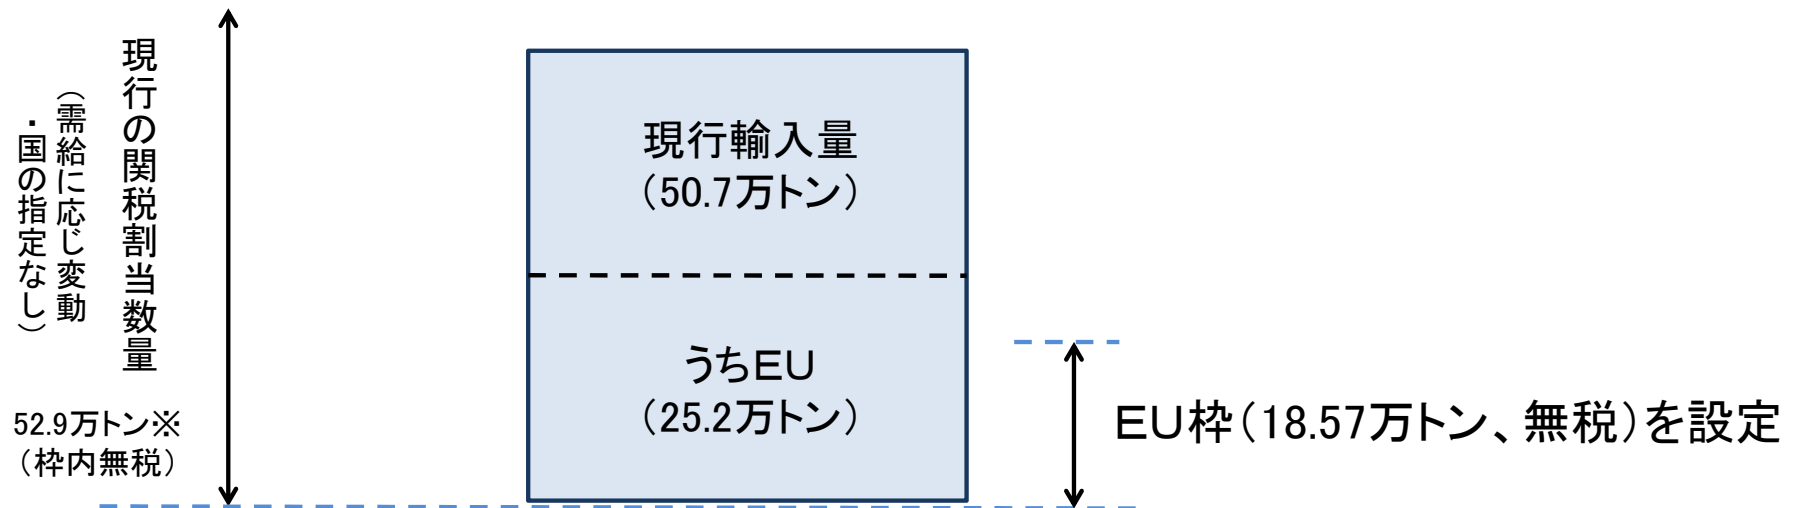 現行の関税割当数量
（需給に応じ変動
・国の指定なし）
52.9万トン※
（枠内無税）
現行輸入量
（50.7万トン）
うちＥＵ
（25.2万トン）
ＥＵ枠（18.57万トン、無税）を設定